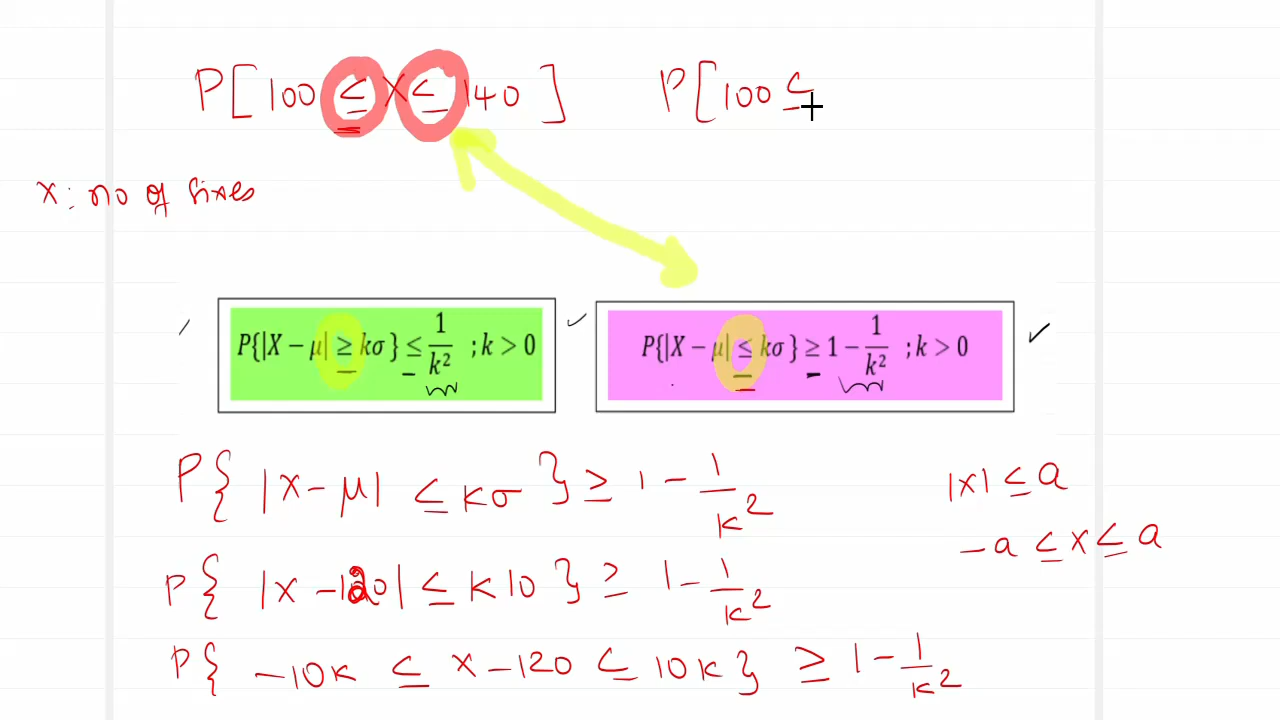 P[100 ≤ X ≤ 140] P[100 ≤
X : no of sixes
P{|X − μ| ≥ kσ} ≤ 1/k² ; k > 0
P{|X − μ| ≤ kσ} ≥ 1 − 1/k² ; k > 0
P{ |X − μ| ≤ kσ } ≥ 1 − 1/k²
|x| ≤ a
P{ |X − 120| ≤ k10 } ≥ 1 − 1/k²
−a ≤ x ≤ a
P{ −10k ≤ x − 120 ≤ 10k } ≥ 1 − 1/k²